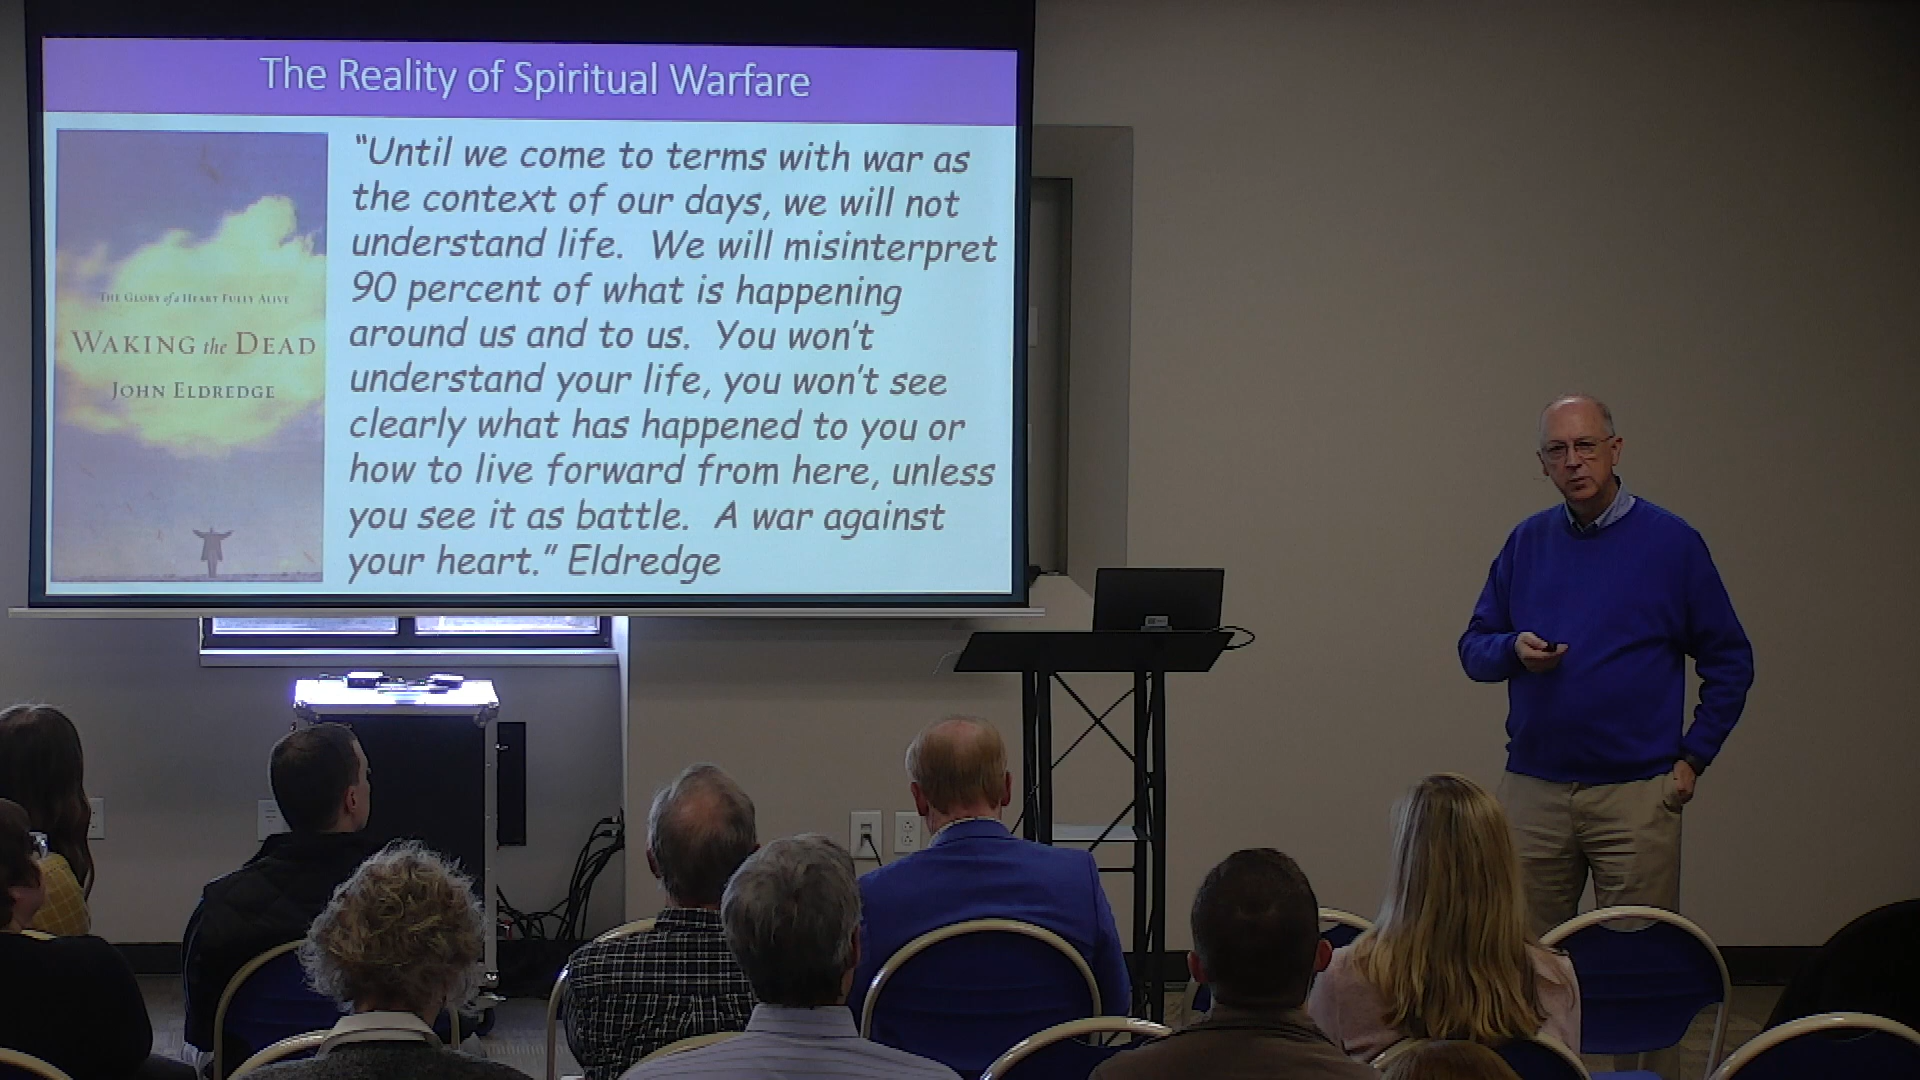 The Reality of Spiritual Warfare
THE GLORY of a HEART FULLY ALIVE
WAKING the DEAD
JOHN ELDREDGE
“Until we come to terms with war as
the context of our days, we will not
understand life.  We will misinterpret
90 percent of what is happening
around us and to us.  You won’t
understand your life, you won’t see
clearly what has happened to you or
how to live forward from here, unless
you see it as battle.  A war against
your heart.” Eldredge